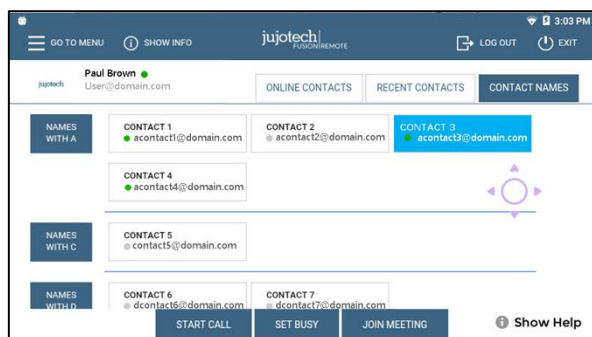 3:03 PM
GO TO MENU
SHOW INFO
jujotech
FUSION|REMOTE
LOG OUT
EXIT
jujotech
Paul Brown
User@domain.com
ONLINE CONTACTS
RECENT CONTACTS
CONTACT NAMES
NAMES
WITH A
CONTACT 1
acontact1@domain.com
CONTACT 2
acontact2@domain.com
CONTACT 3
acontact3@domain.com
CONTACT 4
acontact4@domain.com
NAMES
WITH C
CONTACT 5
contact5@domain.com
NAMES
WITH D
CONTACT 6
dcontact6@domain.com
CONTACT 7
dcontact7@domain.com
START CALL
SET BUSY
JOIN MEETING
Show Help